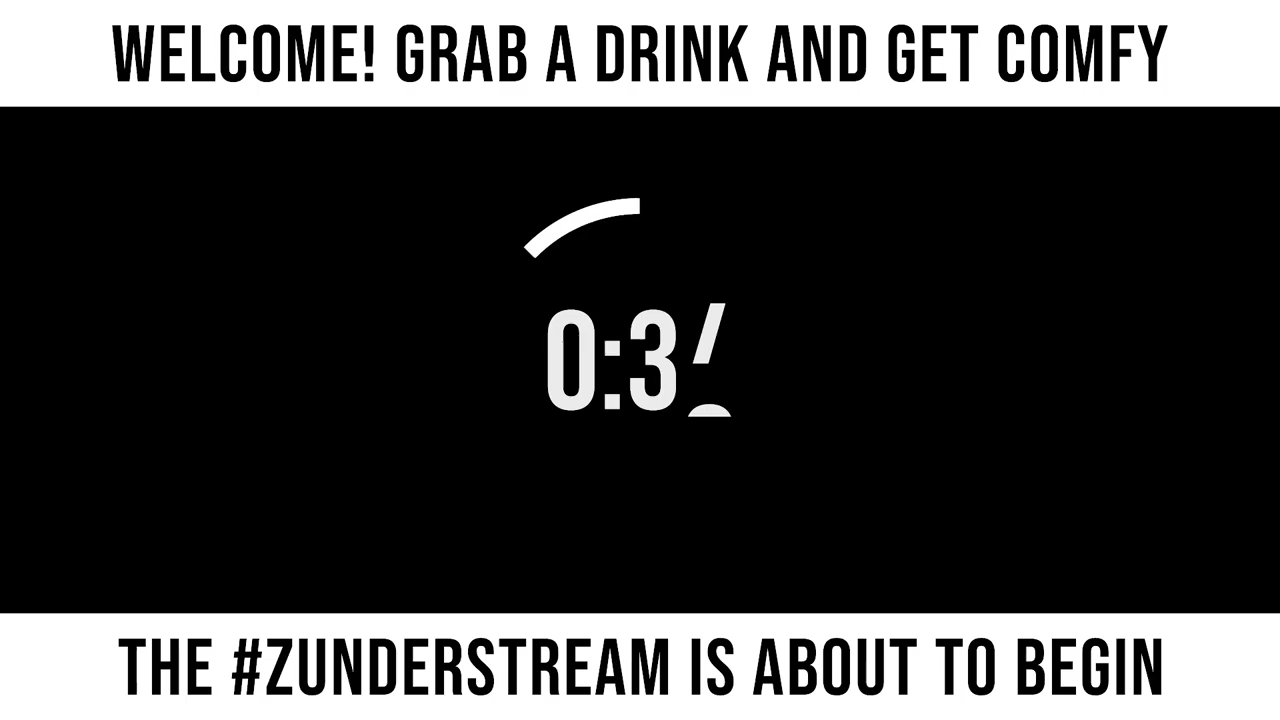 WELCOME! GRAB A DRINK AND GET COMFY
0:3
THE #ZUNDERSTREAM IS ABOUT TO BEGIN